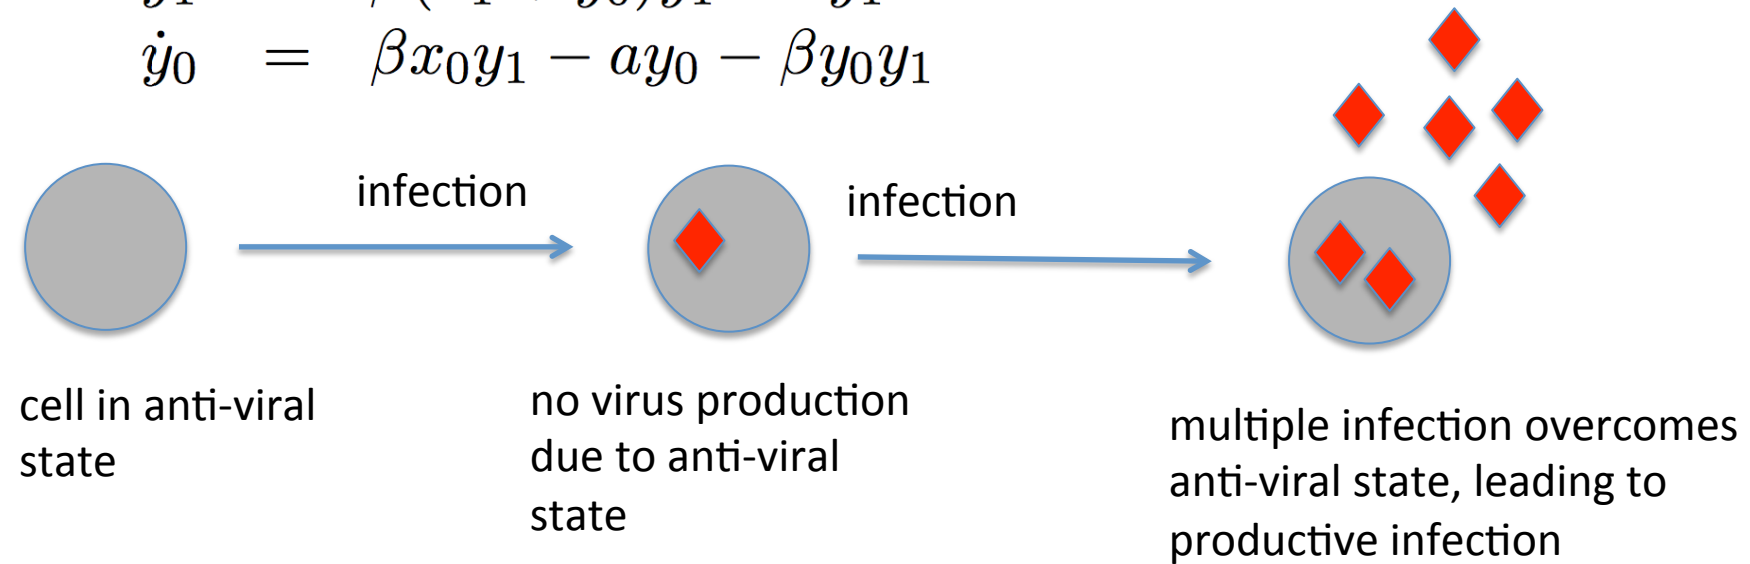 ẏ₀ = βx₀y₁ − ay₀ − βy₀y₁
infection
infection
cell in anti-viral
state
no virus production
due to anti-viral
state
multiple infection overcomes
anti-viral state, leading to
productive infection